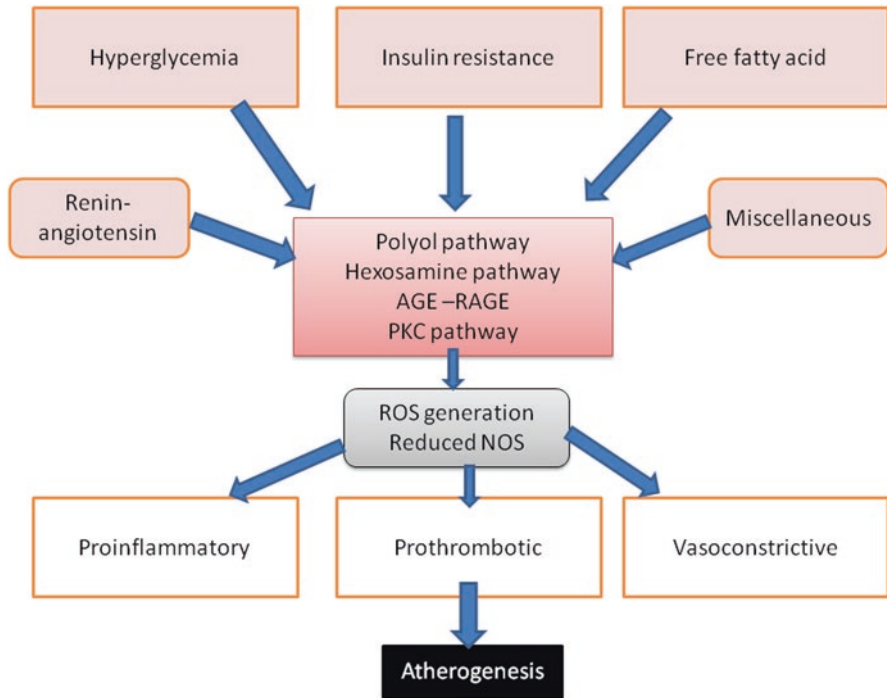 Hyperglycemia
Insulin resistance
Free fatty acid
Renin-
angiotensin
Miscellaneous
Polyol pathway
Hexosamine pathway
AGE –RAGE
PKC pathway
ROS generation
Reduced NOS
Proinflammatory
Prothrombotic
Vasoconstrictive
Atherogenesis